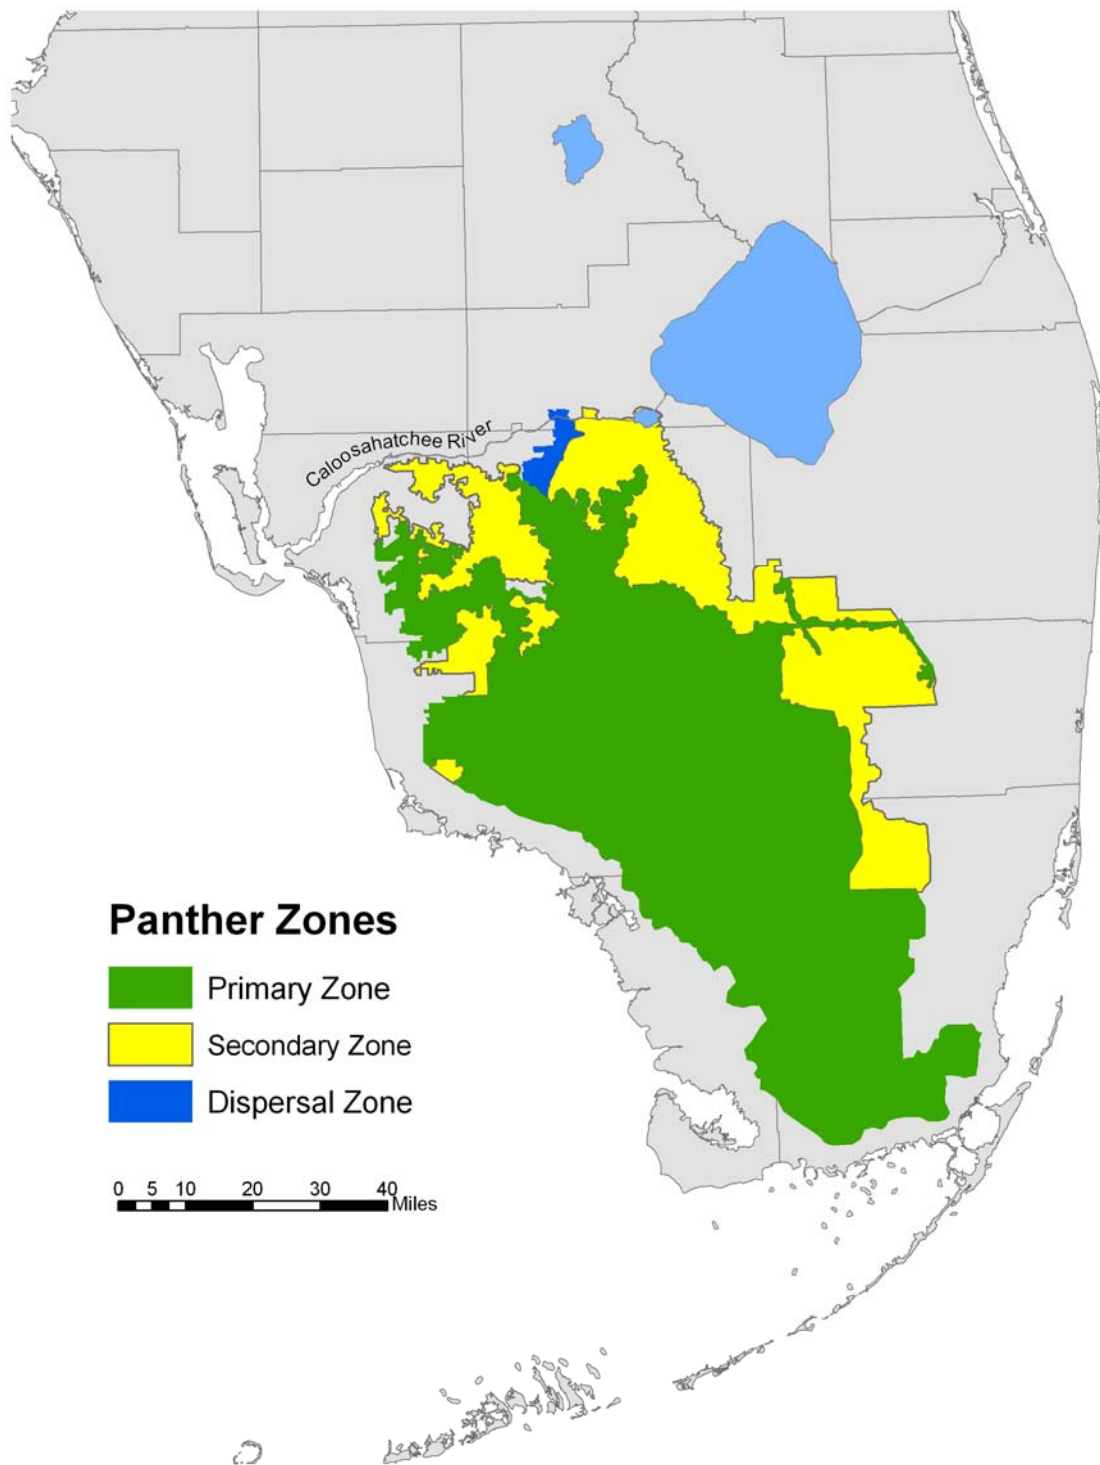 Caloosahatchee River
Panther Zones
Primary Zone
Secondary Zone
Dispersal Zone
0 5 10 20 30 40
Miles